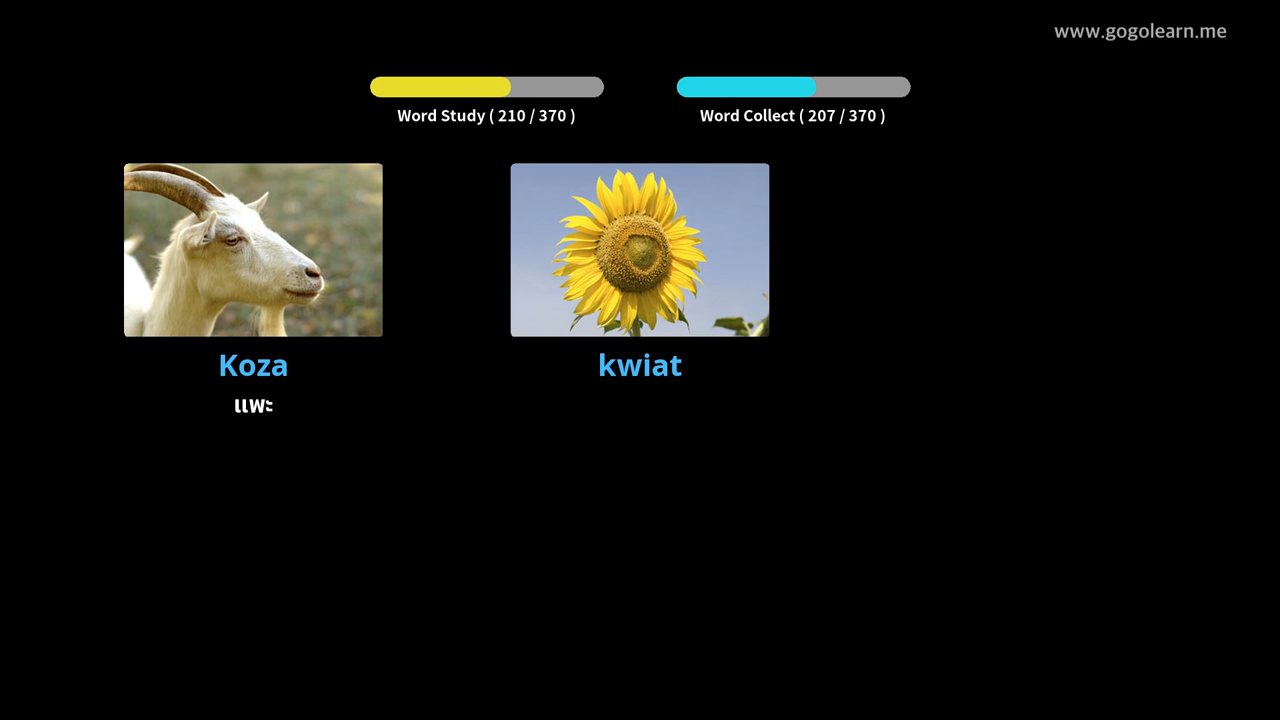 www.gogolearn.me
Word Study ( 210 / 370 )
Word Collect ( 207 / 370 )
Koza
kwiat
แพะ